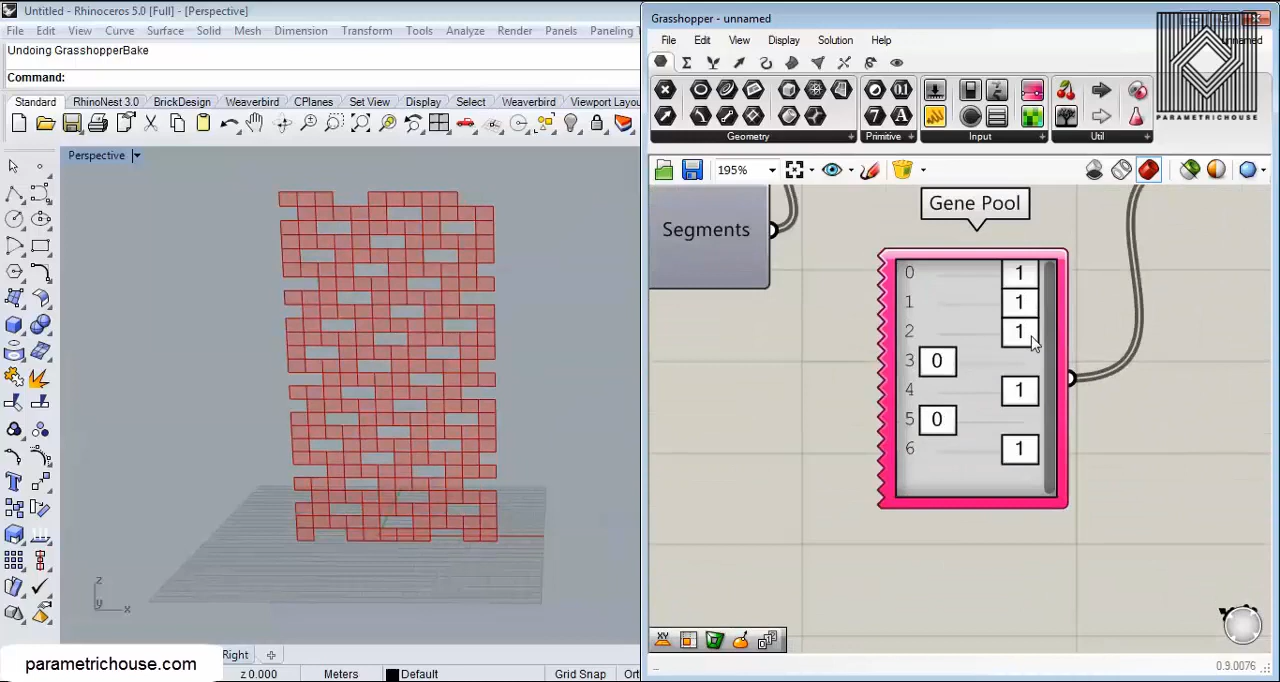 Untitled - Rhinoceros 5.0 [Full] - [Perspective]
File Edit View Curve Surface Solid Mesh Dimension Transform Tools Analyze Render Panels Paneling
Undoing GrasshopperBake
Command:
Standard RhinoNest 3.0 BrickDesign Weaverbird CPlanes Set View Display Select Weaverbird Viewport Layou
Perspective
z
y x
Right
z 0.000 Meters Default Grid Snap Ort
parametrichouse.com
Grasshopper - unnamed
File Edit View Display Solution Help
unnamed
PARAMETRICHOUSE
Geometry Primitive Input Util
195%
Segments
Gene Pool
0 1
1 1
2 1
3 0
4 1
5 0
6 1
0.9.0076